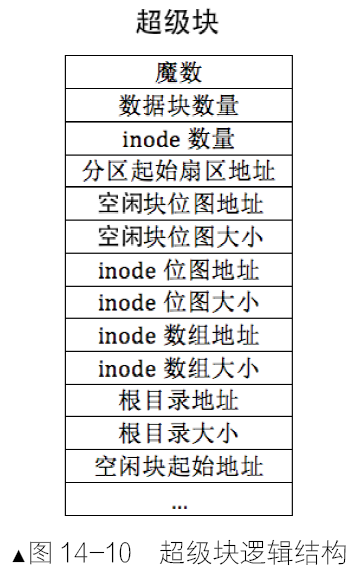 超级块
魔数
数据块数量
inode 数量
分区起始扇区地址
空闲块位图地址
空闲块位图大小
inode 位图地址
inode 位图大小
inode 数组地址
inode 数组大小
根目录地址
根目录大小
空闲块起始地址
...
▲图 14-10 超级块逻辑结构